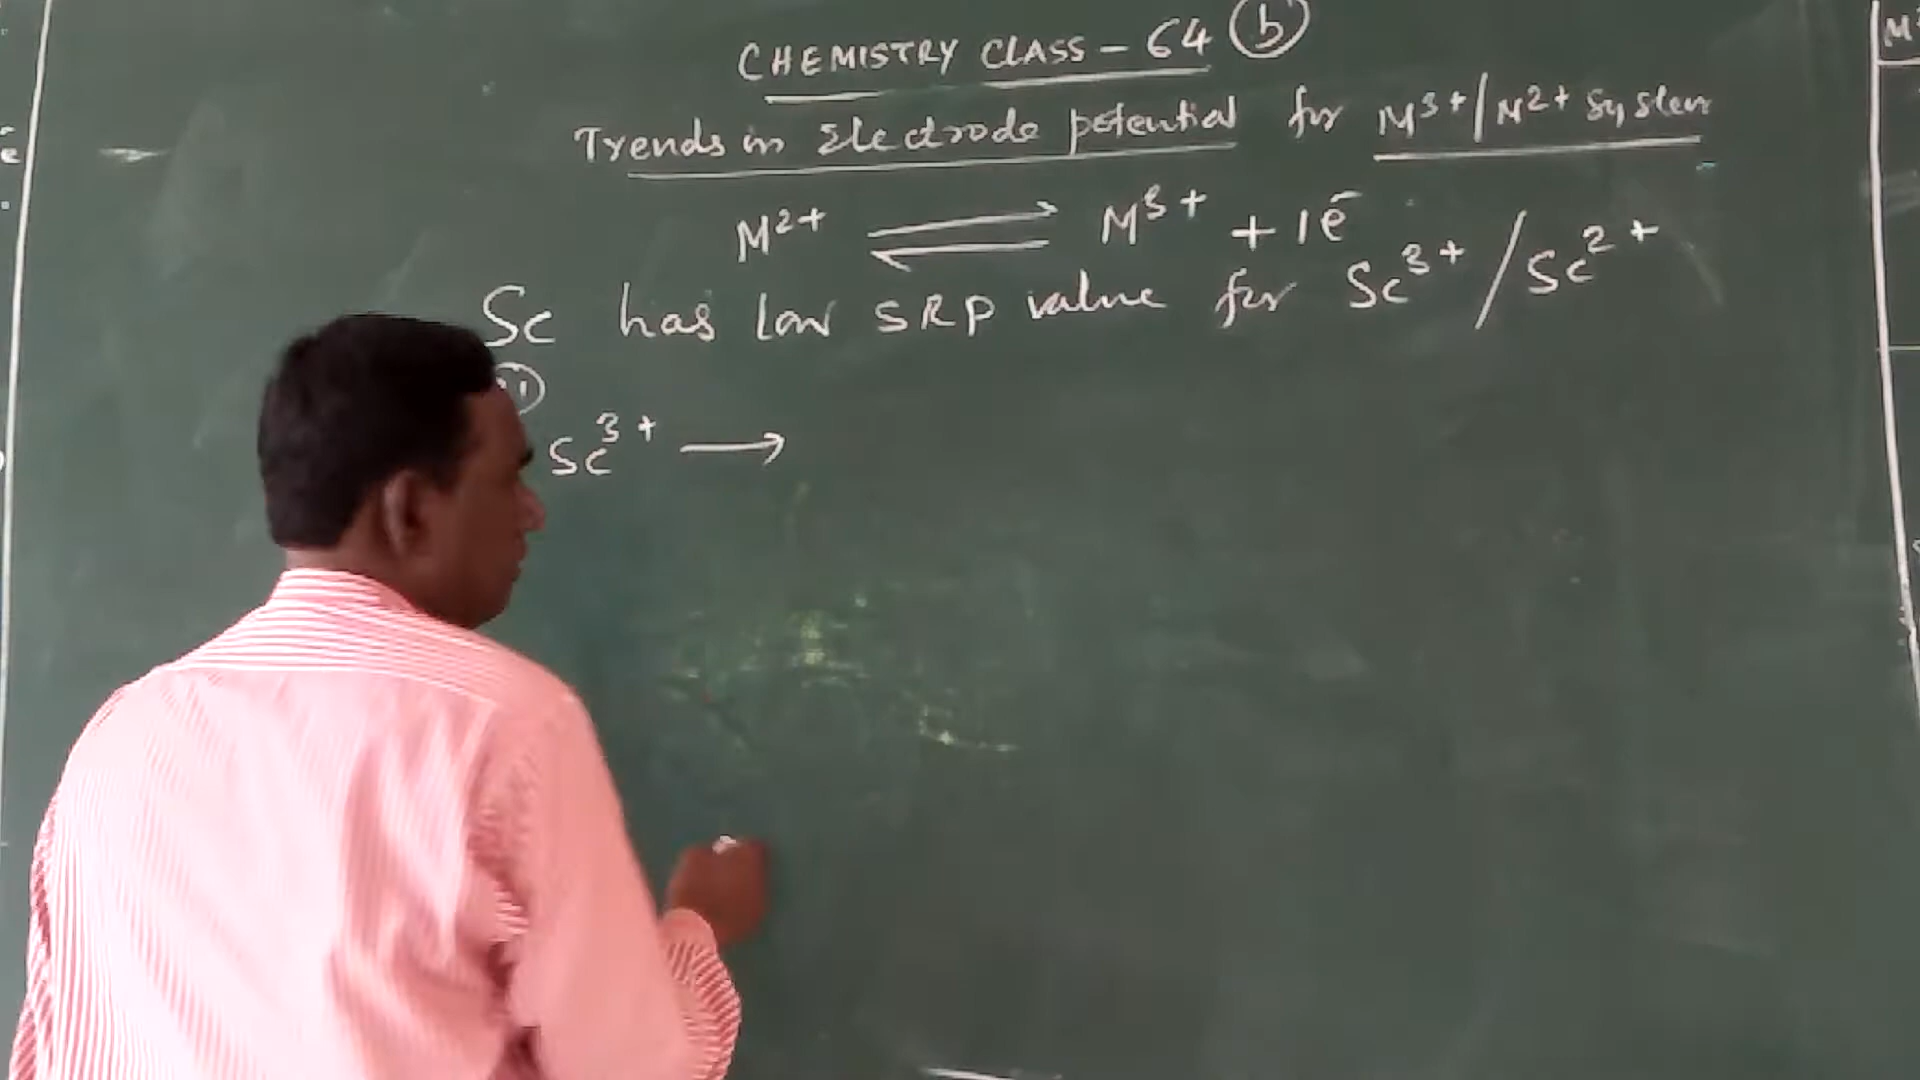 CHEMISTRY CLASS - 64 (b)
Trends in Electrode potential for M³⁺/M²⁺ System
M²⁺ ⇌ M³⁺ + 1e⁻
Sc has low SRP value for Sc³⁺/Sc²⁺
Sc³⁺ →